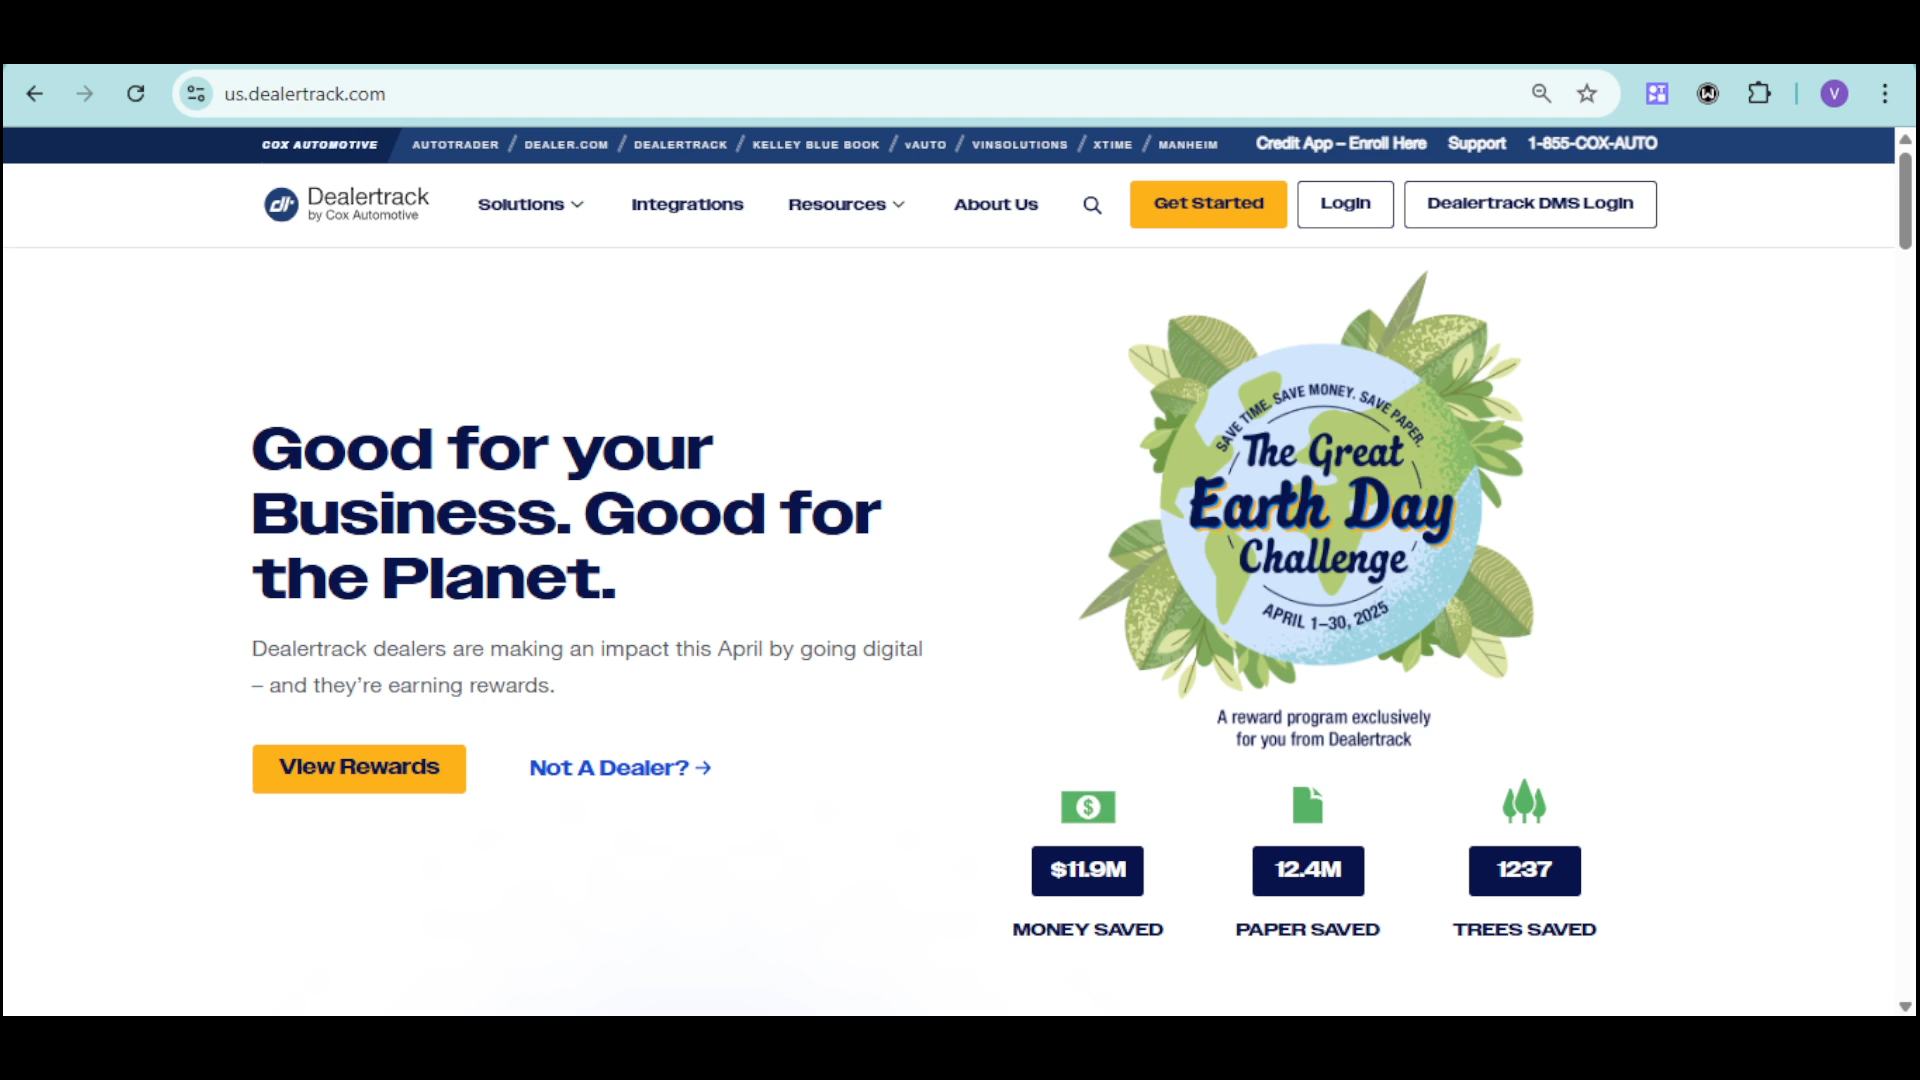 us.dealertrack.com
V
COX AUTOMOTIVE AUTOTRADER / DEALER.COM / DEALERTRACK / KELLEY BLUE BOOK / vAUTO / VINSOLUTIONS / XTIME / MANHEIM Credit App – Enroll Here Support 1-855-COX-AUTO
dt Dealertrack
by Cox Automotive
Solutions Integrations Resources About Us Get Started Login Dealertrack DMS Login
Good for your
Business. Good for
the Planet.
Dealertrack dealers are making an impact this April by going digital
– and they're earning rewards.
View Rewards Not A Dealer? →
SAVE TIME. SAVE MONEY. SAVE PAPER.
The Great
Earth Day
Challenge
APRIL 1–30, 2025
A reward program exclusively
for you from Dealertrack
$
$11.9M 12.4M 1237
MONEY SAVED PAPER SAVED TREES SAVED